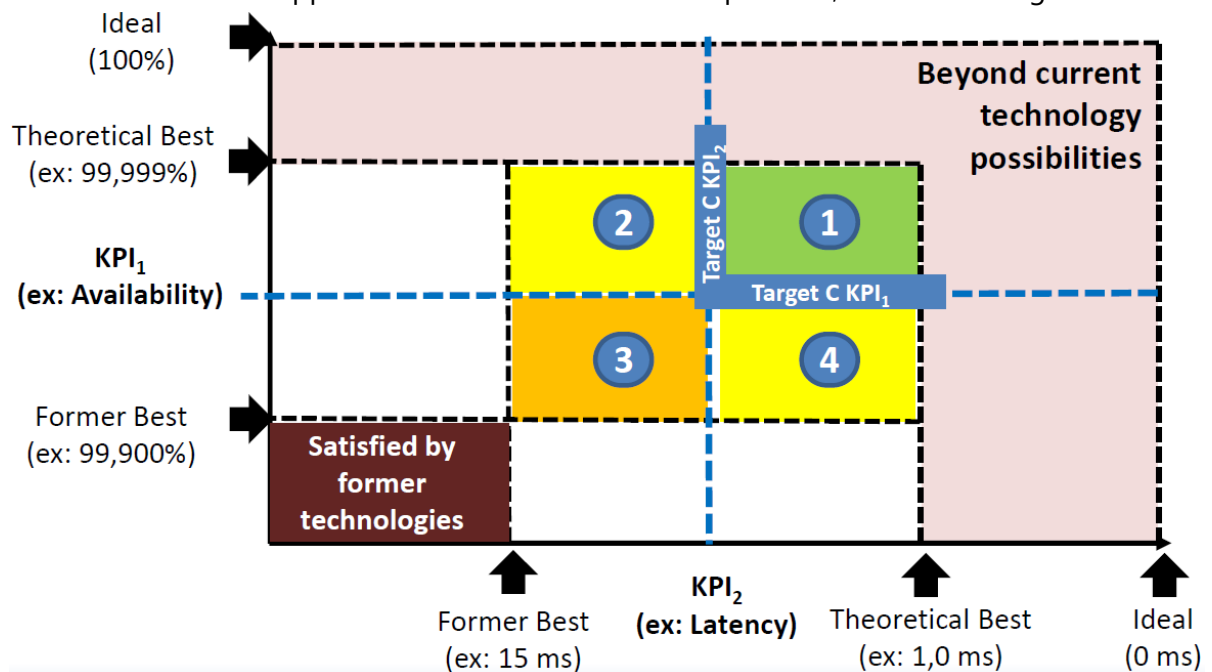 Ideal
(100%)
Theoretical Best
(ex: 99,999%)
KPI₁
(ex: Availability)
Former Best
(ex: 99,900%)
Beyond current
technology
possibilities
2
1
Target C KPI₂
Target C KPI₁
3
4
Satisfied by
former
technologies
Former Best
(ex: 15 ms)
KPI₂
(ex: Latency)
Theoretical Best
(ex: 1,0 ms)
Ideal
(0 ms)